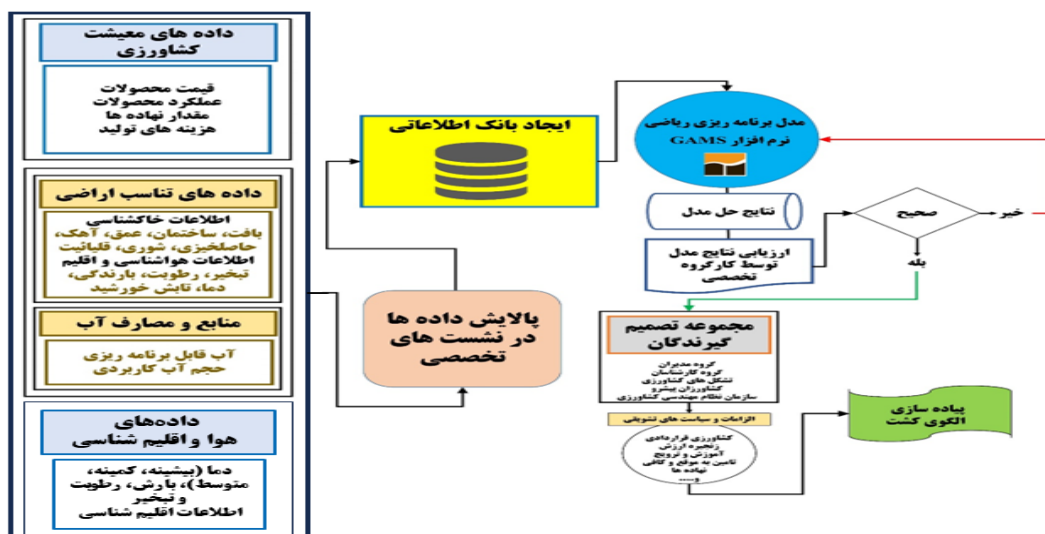 داده های معیشت
کشاورزی
قیمت محصولات
عملکرد محصولات
مقدار نهاده ها
هزینه های تولید
داده های تناسب اراضی
اطلاعات خاکشناسی
بافت، ساختمان، عمق، آهک،
حاصلخیزی، شوری، قلیائیت
اطلاعات هواشناسی و اقلیم
تبخیر، رطوبت، بارندگی،
دما، تابش خورشید
منابع و مصارف آب
آب قابل برنامه ریزی
حجم آب کاربردی
داده‌های
هوا و اقلیم شناسی
دما (بیشینه، کمینه،
متوسط)، بارش، رطوبت
و تبخیر
اطلاعات اقلیم شناسی
پالایش داده ها
در نشست های
تخصصی
ایجاد بانک اطلاعاتی
مدل برنامه ریزی ریاضی
نرم افزار GAMS
نتایج حل مدل
ارزیابی نتایج مدل
توسط کارگروه
تخصصی
صحیح
خیر
بله
مجموعه تصمیم
گیرندگان
گروه مدیران
گروه کارشناسان
تشکل های کشاورزی
کشاورزان پیشرو
سازمان نظام مهندسی کشاورزی
الزامات و سیاست های تشویقی
کشاورزی قراردادی
زنجیره ارزش
آموزش و ترویج
تامین به موقع و کافی
نهاده ها
و.....
پیاده سازی
الگوی کشت